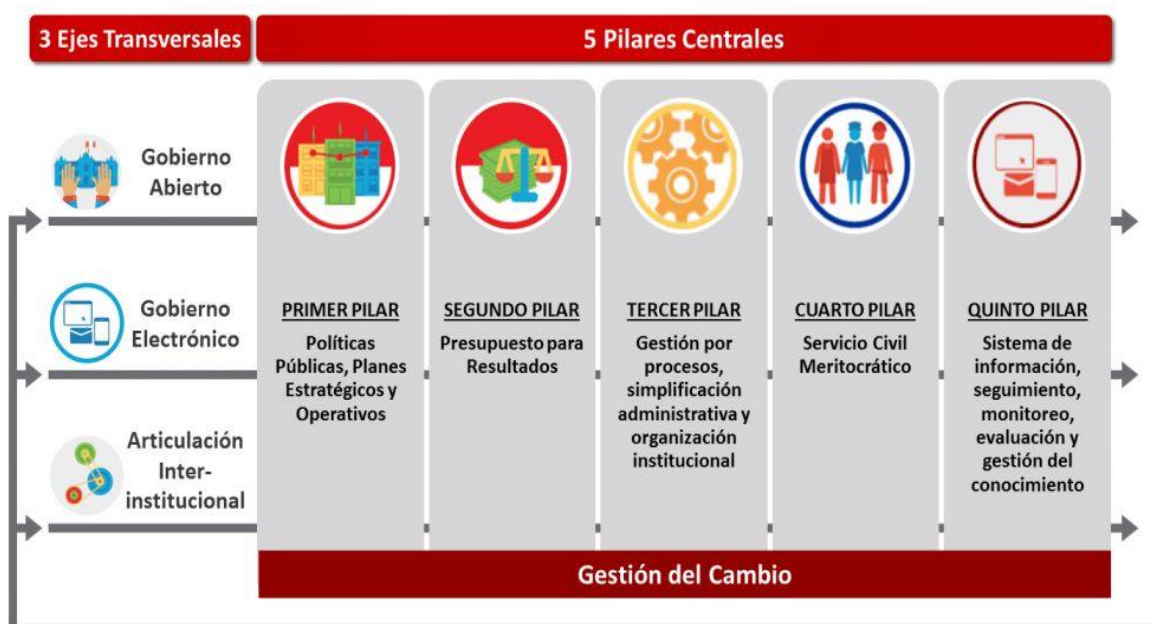 3 Ejes Transversales
5 Pilares Centrales
Gobierno
Abierto
Gobierno
Electrónico
Articulación
Inter-
institucional
PRIMER PILAR
Políticas
Públicas, Planes
Estratégicos y
Operativos
SEGUNDO PILAR
Presupuesto para
Resultados
TERCER PILAR
Gestión por
procesos,
simplificación
administrativa y
organización
institucional
CUARTO PILAR
Servicio Civil
Meritocrático
QUINTO PILAR
Sistema de
información,
seguimiento,
monitoreo,
evaluación y
gestión del
conocimiento
Gestión del Cambio